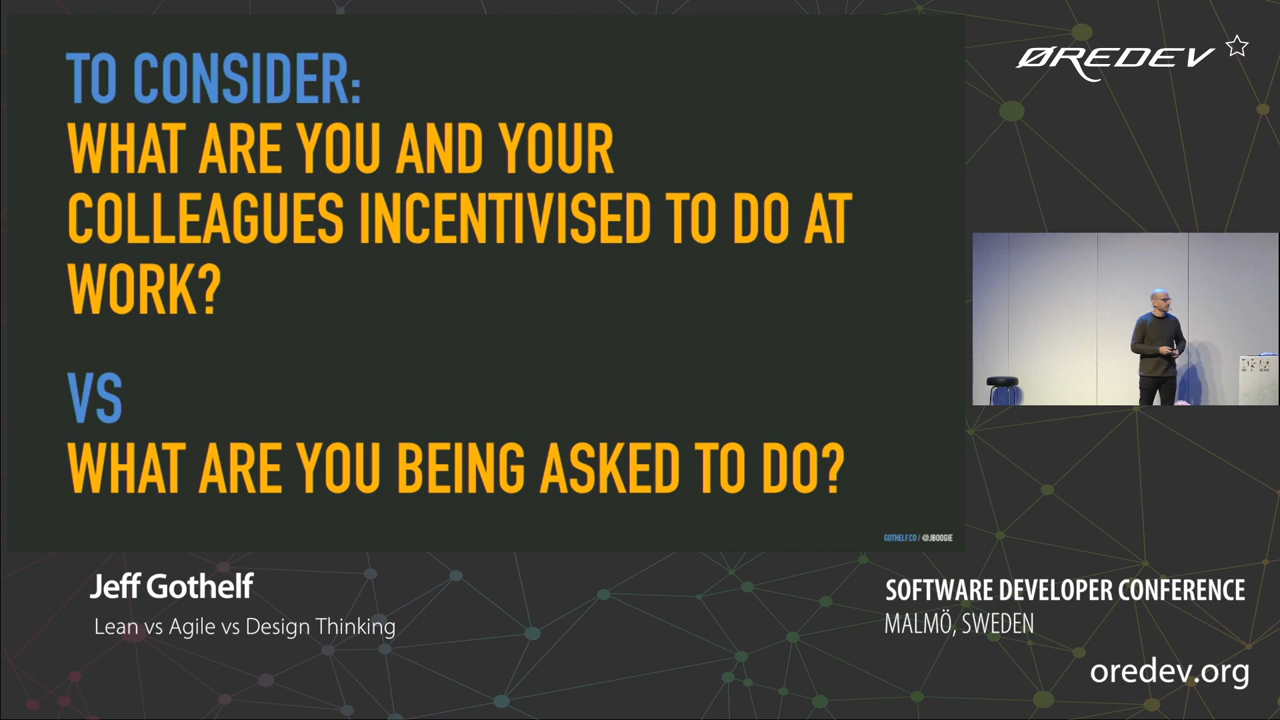 TO CONSIDER:
WHAT ARE YOU AND YOUR
COLLEAGUES INCENTIVISED TO DO AT
WORK?
VS
WHAT ARE YOU BEING ASKED TO DO?
GOTHELF.CO / @JBOOGIE
ØREDEV
Jeff Gothelf
Lean vs Agile vs Design Thinking
SOFTWARE DEVELOPER CONFERENCE
MALMÖ, SWEDEN
oredev.org